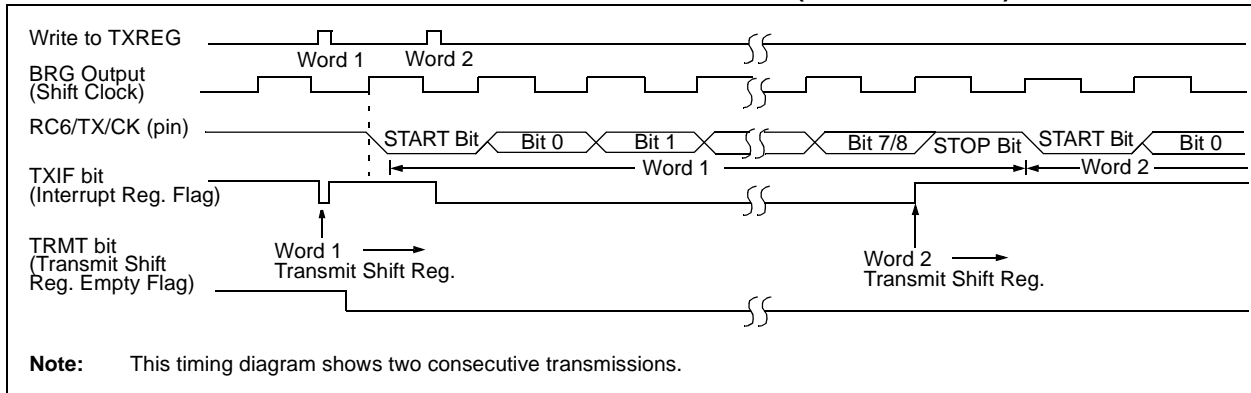 Write to TXREG
Word 1
Word 2
BRG Output
(Shift Clock)
RC6/TX/CK (pin)
START Bit
Bit 0
Bit 1
Bit 7/8
STOP Bit
START Bit
Bit 0
Word 1
Word 2
TXIF bit
(Interrupt Reg. Flag)
Word 1
Transmit Shift Reg.
Word 2
Transmit Shift Reg.
TRMT bit
(Transmit Shift
Reg. Empty Flag)
Note: This timing diagram shows two consecutive transmissions.